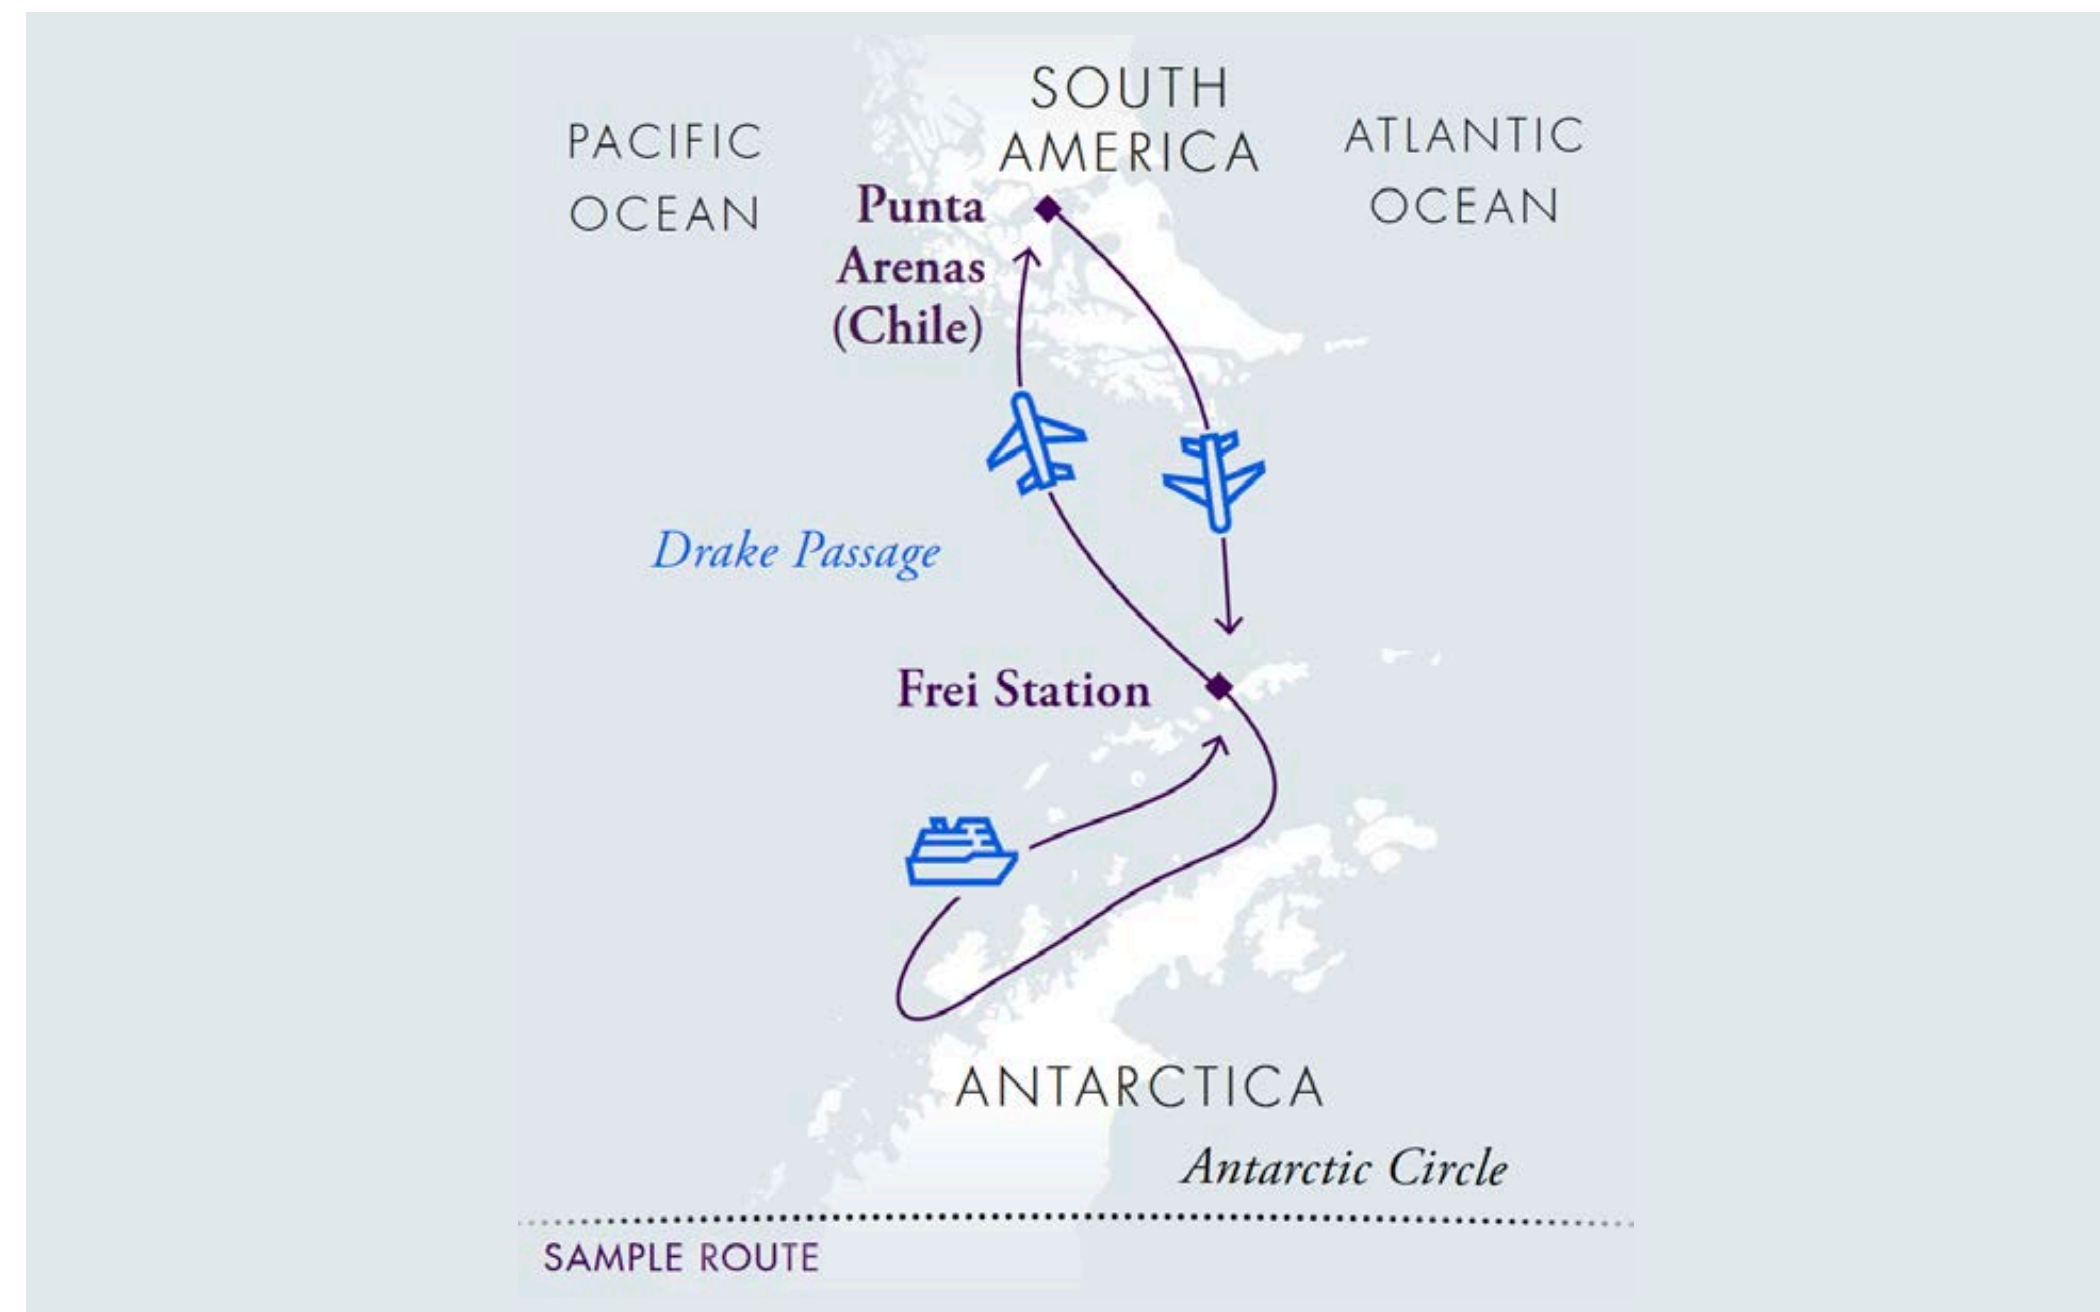 SOUTH
AMERICA
PACIFIC
OCEAN
ATLANTIC
OCEAN
Punta
Arenas
(Chile)
Drake Passage
Frei Station
ANTARCTICA
Antarctic Circle
SAMPLE ROUTE